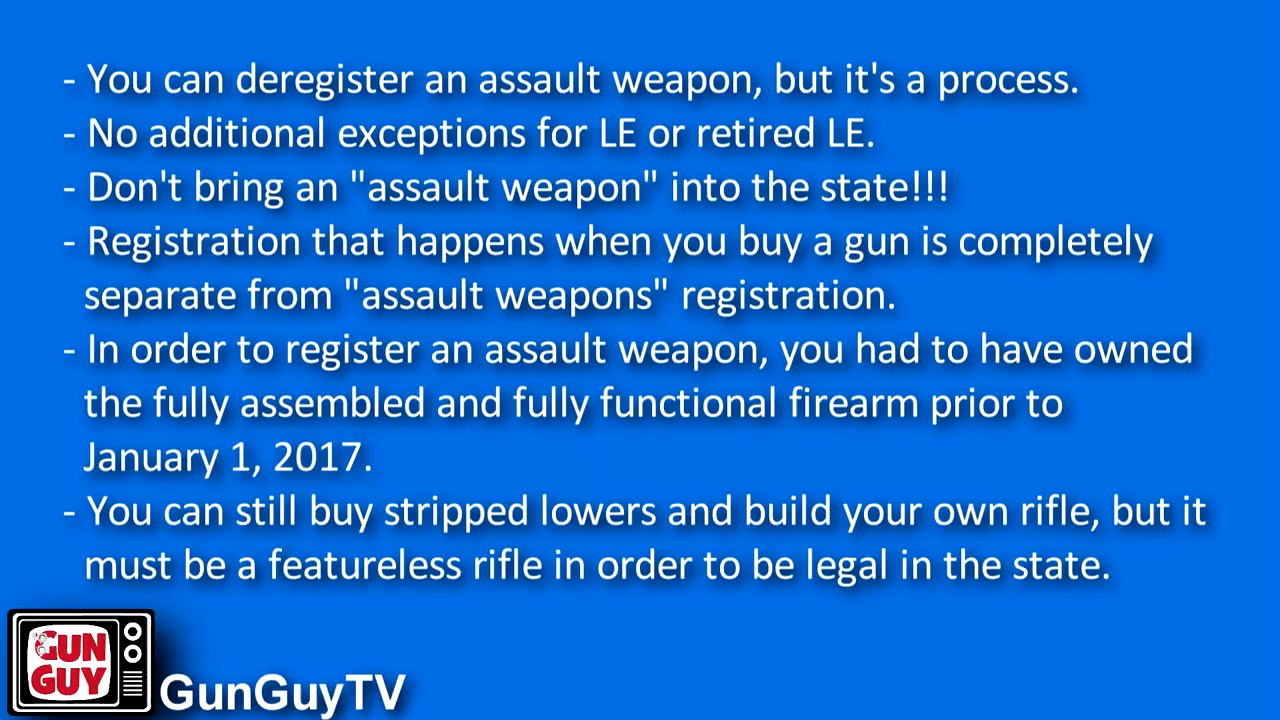 - You can deregister an assault weapon, but it's a process.
- No additional exceptions for LE or retired LE.
- Don't bring an "assault weapon" into the state!!!
- Registration that happens when you buy a gun is completely
separate from "assault weapons" registration.
- In order to register an assault weapon, you had to have owned
the fully assembled and fully functional firearm prior to
January 1, 2017.
- You can still buy stripped lowers and build your own rifle, but it
must be a featureless rifle in order to be legal in the state.
GUN
GUY
GunGuyTV